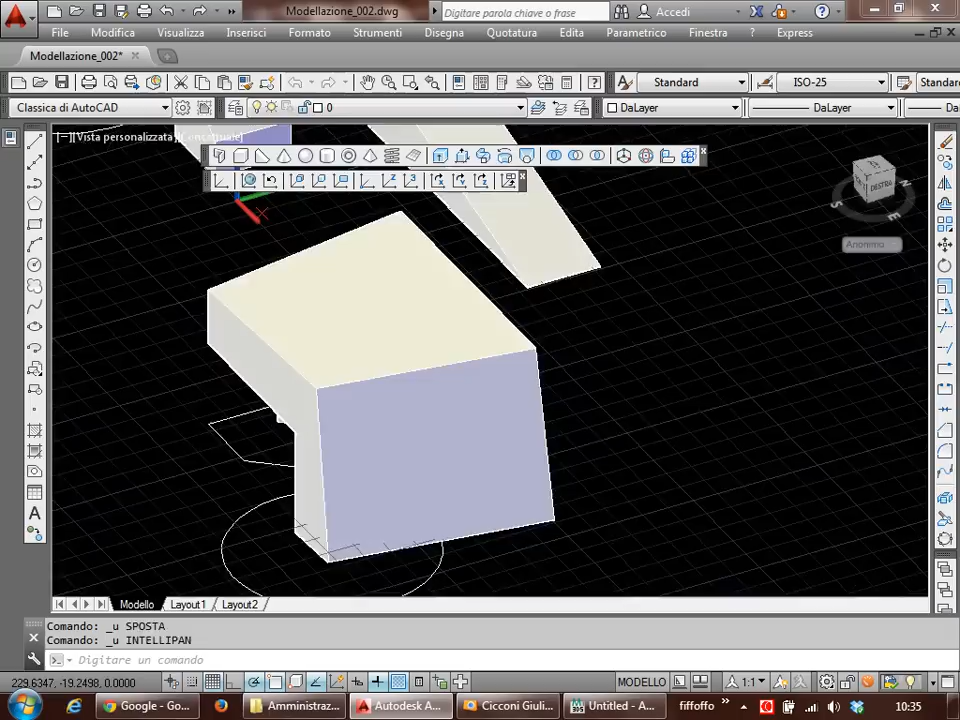 Modellazione_002.dwg
Digitare parola chiave o frase
Accedi
File Modifica Visualizza Inserisci Formato Strumenti Disegna Quotatura Edita Parametrico Finestra Express
Modellazione_002*
Standard
ISO-25
Standard
Classica di AutoCAD
0
DaLayer
DaLayer
DaL
[−][Vista personalizzata][Concettuale]
DESTRA
N
S
E
Anonimo
Modello Layout1 Layout2
Comando: _u SPOSTA
Comando: _u INTELLIPAN
Digitare un comando
229.6347, -19.2498, 0.0000
MODELLO
1:1
Google - Go...
Amministraz...
Autodesk A...
Cicconi Giuli...
Untitled - A...
fiffoffo
10:35